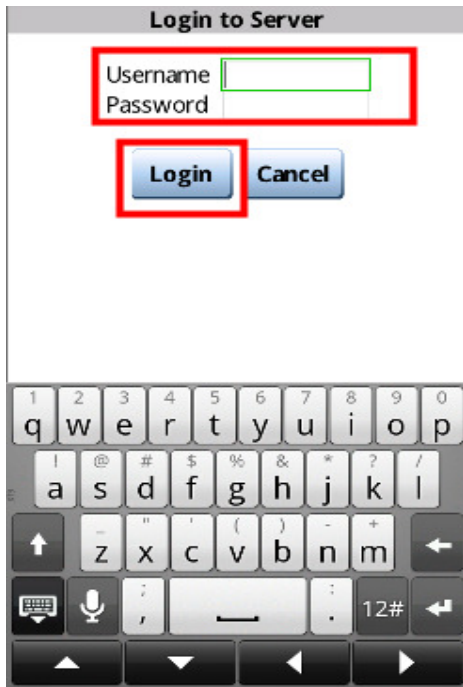 Login to Server
Username
Password
Login Cancel
1 2 3 4 5 6 7 8 9 0
q w e r t y u i o p
! @ # $ % & * ? /
a s d f g h j k l
_ " ' ( ) - +
z x c v b n m
; :
, . 12#